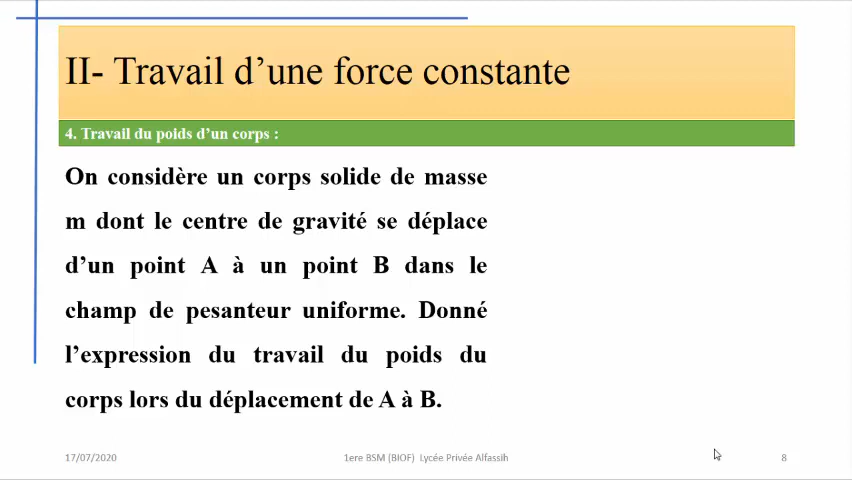 II- Travail d’une force constante
4. Travail du poids d’un corps :
On considère un corps solide de masse
m dont le centre de gravité se déplace
d’un point A à un point B dans le
champ de pesanteur uniforme. Donné
l’expression du travail du poids du
corps lors du déplacement de A à B.
17/07/2020 1ere BSM (BIOF) Lycée Privée Alfassih 8